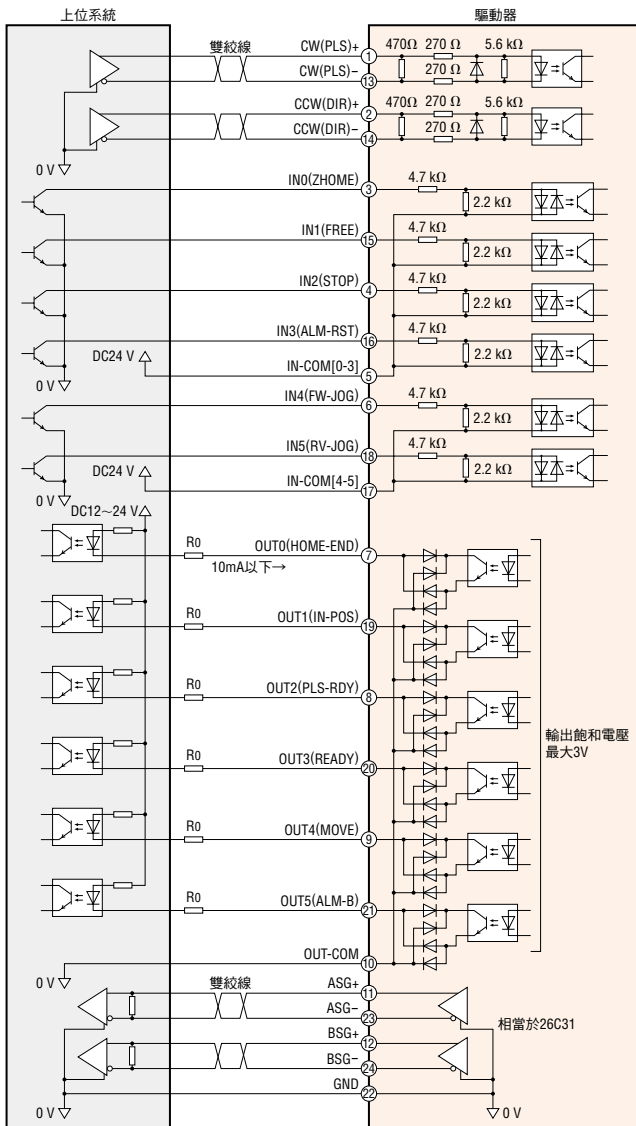 上位系統
驅動器
雙絞線
CW(PLS)+
1
470Ω
270 Ω
5.6 kΩ
CW(PLS)−
13
270 Ω
CCW(DIR)+
2
470Ω
270 Ω
5.6 kΩ
CCW(DIR)−
14
270 Ω
0 V
IN0(ZHOME)
3
4.7 kΩ
2.2 kΩ
IN1(FREE)
15
4.7 kΩ
2.2 kΩ
IN2(STOP)
4
4.7 kΩ
2.2 kΩ
IN3(ALM-RST)
16
4.7 kΩ
2.2 kΩ
DC24 V
IN-COM[0-3]
5
0 V
IN4(FW-JOG)
6
4.7 kΩ
2.2 kΩ
IN5(RV-JOG)
18
4.7 kΩ
2.2 kΩ
DC24 V
IN-COM[4-5]
17
0 V
DC12~24 V
R0
OUT0(HOME-END)
7
10mA以下→
R0
OUT1(IN-POS)
19
R0
OUT2(PLS-RDY)
8
輸出飽和電壓
最大3V
R0
OUT3(READY)
20
R0
OUT4(MOVE)
9
R0
OUT5(ALM-B)
21
OUT-COM
10
0 V
雙絞線
ASG+
11
ASG−
23
相當於26C31
BSG+
12
BSG−
24
GND
22
0 V
0 V